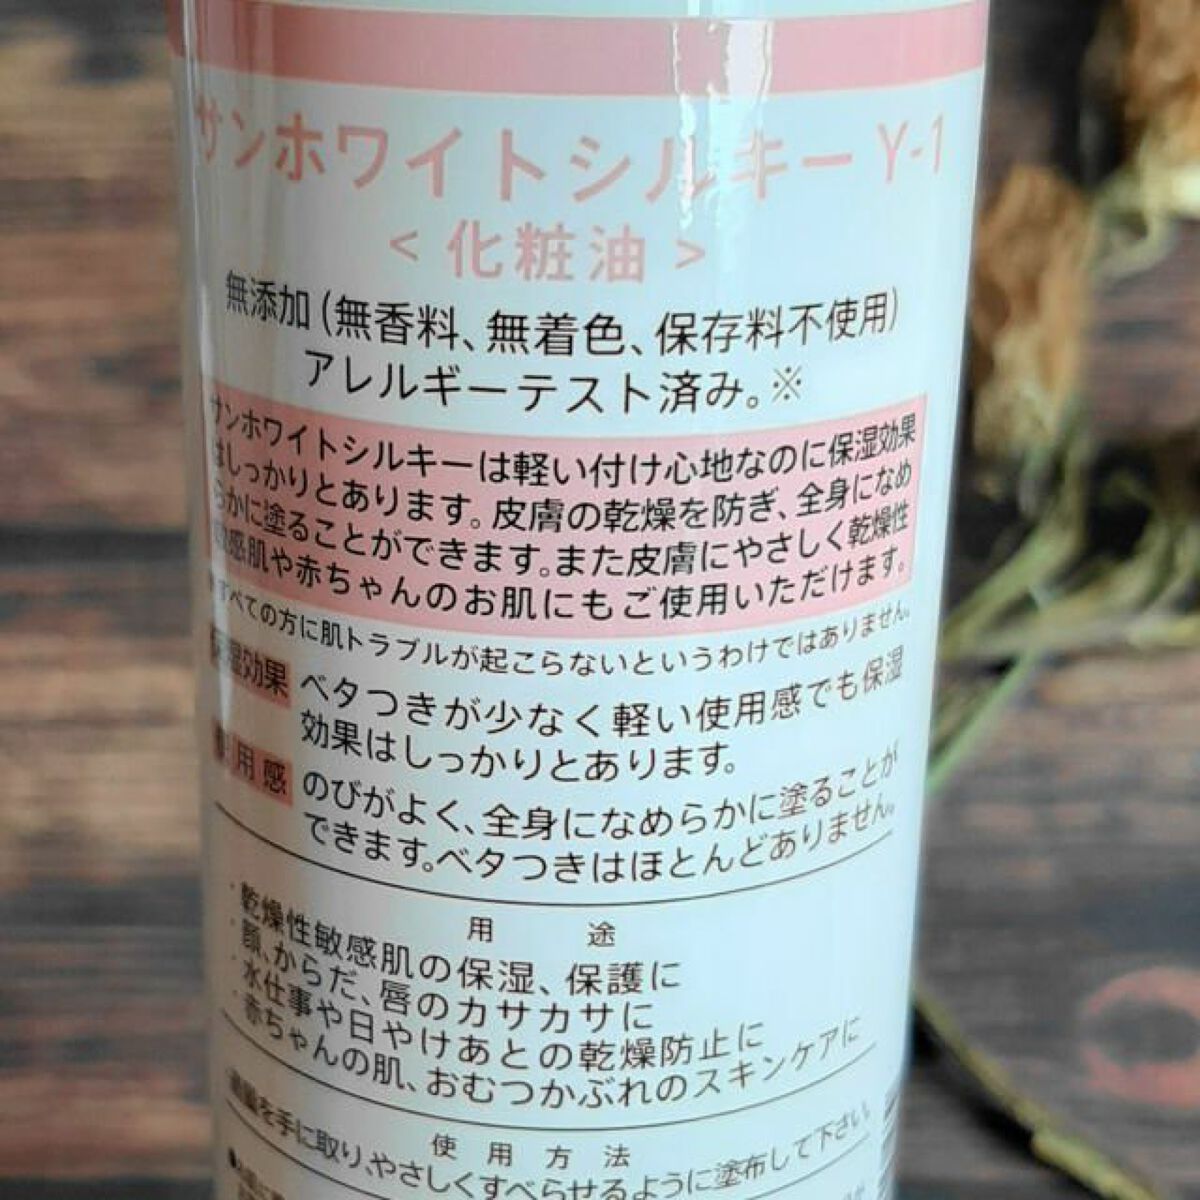 サンホワイトシルキー Y-1
<化粧油>
無添加(無香料、無着色、保存料不使用)
アレルギーテスト済み。※
サンホワイトシルキーは軽い付け心地なのに保湿効果
はしっかりとあります。皮膚の乾燥を防ぎ、全身になめ
らかに塗ることができます。また皮膚にやさしく乾燥性
敏感肌や赤ちゃんのお肌にもご使用いただけます。
※すべての方に肌トラブルが起こらないというわけではありません。
保湿効果 ベタつきが少なく軽い使用感でも保湿
効果はしっかりとあります。
使用感 のびがよく、全身になめらかに塗ることが
できます。ベタつきはほとんどありません。
用途
・乾燥性敏感肌の保湿、保護に
・顔、からだ、唇のカサカサに
・水仕事や日やけあとの乾燥防止に
・赤ちゃんの肌、おむつかぶれのスキンケアに
使用方法
適量を手に取り、やさしくすべらせるように塗布して下さい。